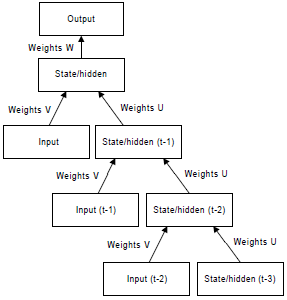 Output
Weights W
State/hidden
Weights V
Weights U
Input
State/hidden (t-1)
Weights V
Weights U
Input (t-1)
State/hidden (t-2)
Weights V
Weights U
Input (t-2)
State/hidden (t-3)